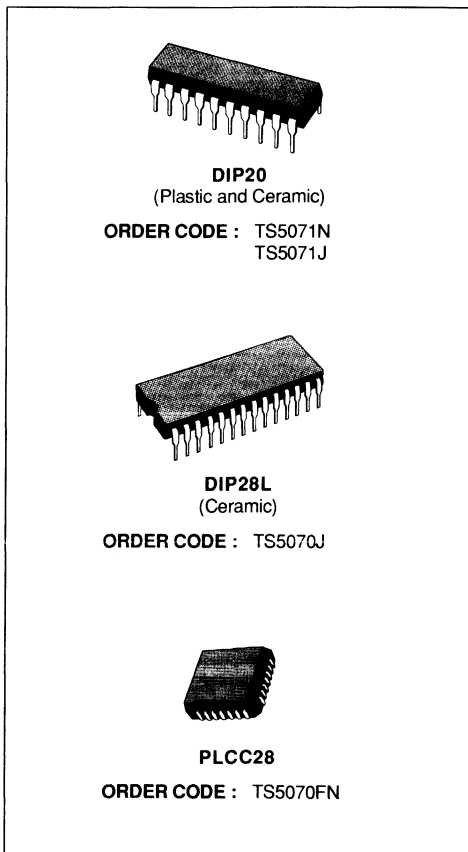 DIP20
(Plastic and Ceramic)
ORDER CODE : TS5071N
TS5071J
DIP28L
(Ceramic)
ORDER CODE : TS5070J
PLCC28
ORDER CODE : TS5070FN